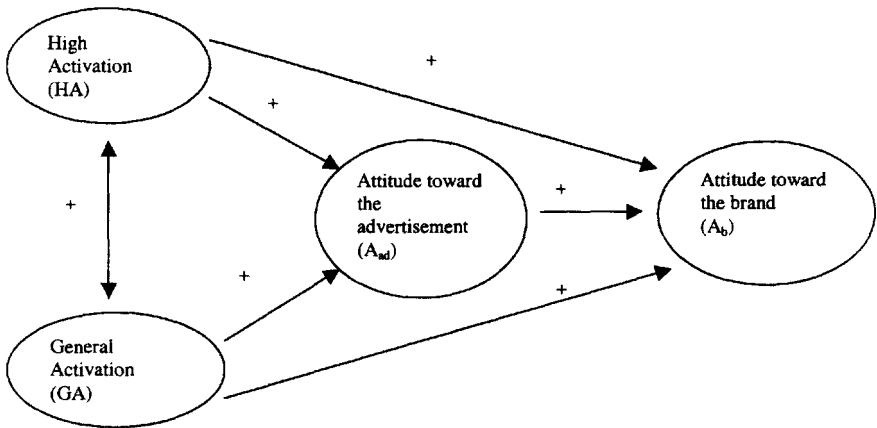 High
Activation
(HA)
+
+
+
Attitude toward
the
advertisement
(Aad)
+
Attitude toward
the brand
(Ab)
+
+
General
Activation
(GA)